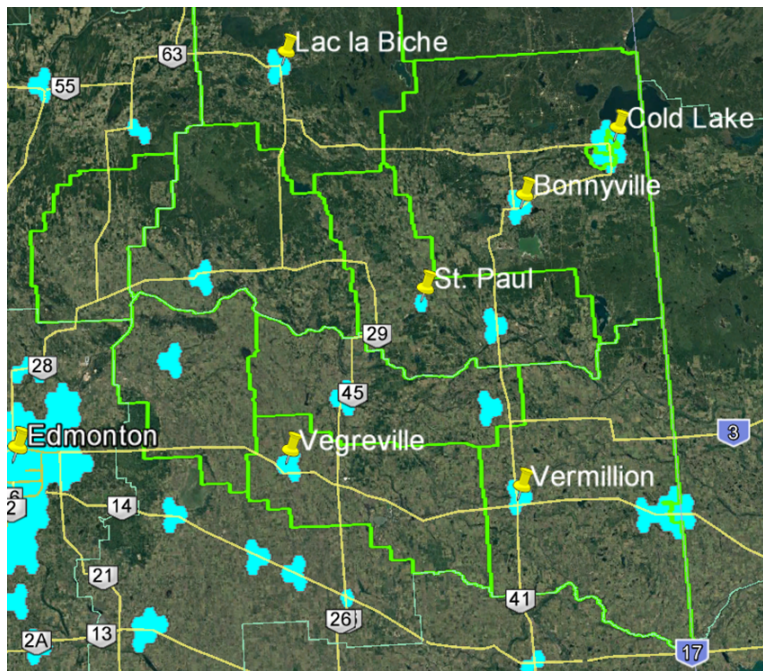 Lac la Biche
63
55
Cold Lake
Bonnyville
St. Paul
29
28
45
Edmonton
Vegreville
3
Vermillion
14
2
21
41
26
13
2A
17